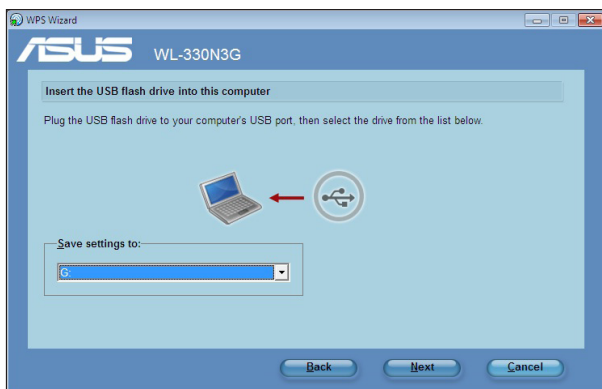 WPS Wizard
ASUS WL-330N3G
Insert the USB flash drive into this computer
Plug the USB flash drive to your computer's USB port, then select the drive from the list below.
Save settings to:
G:
Back Next Cancel